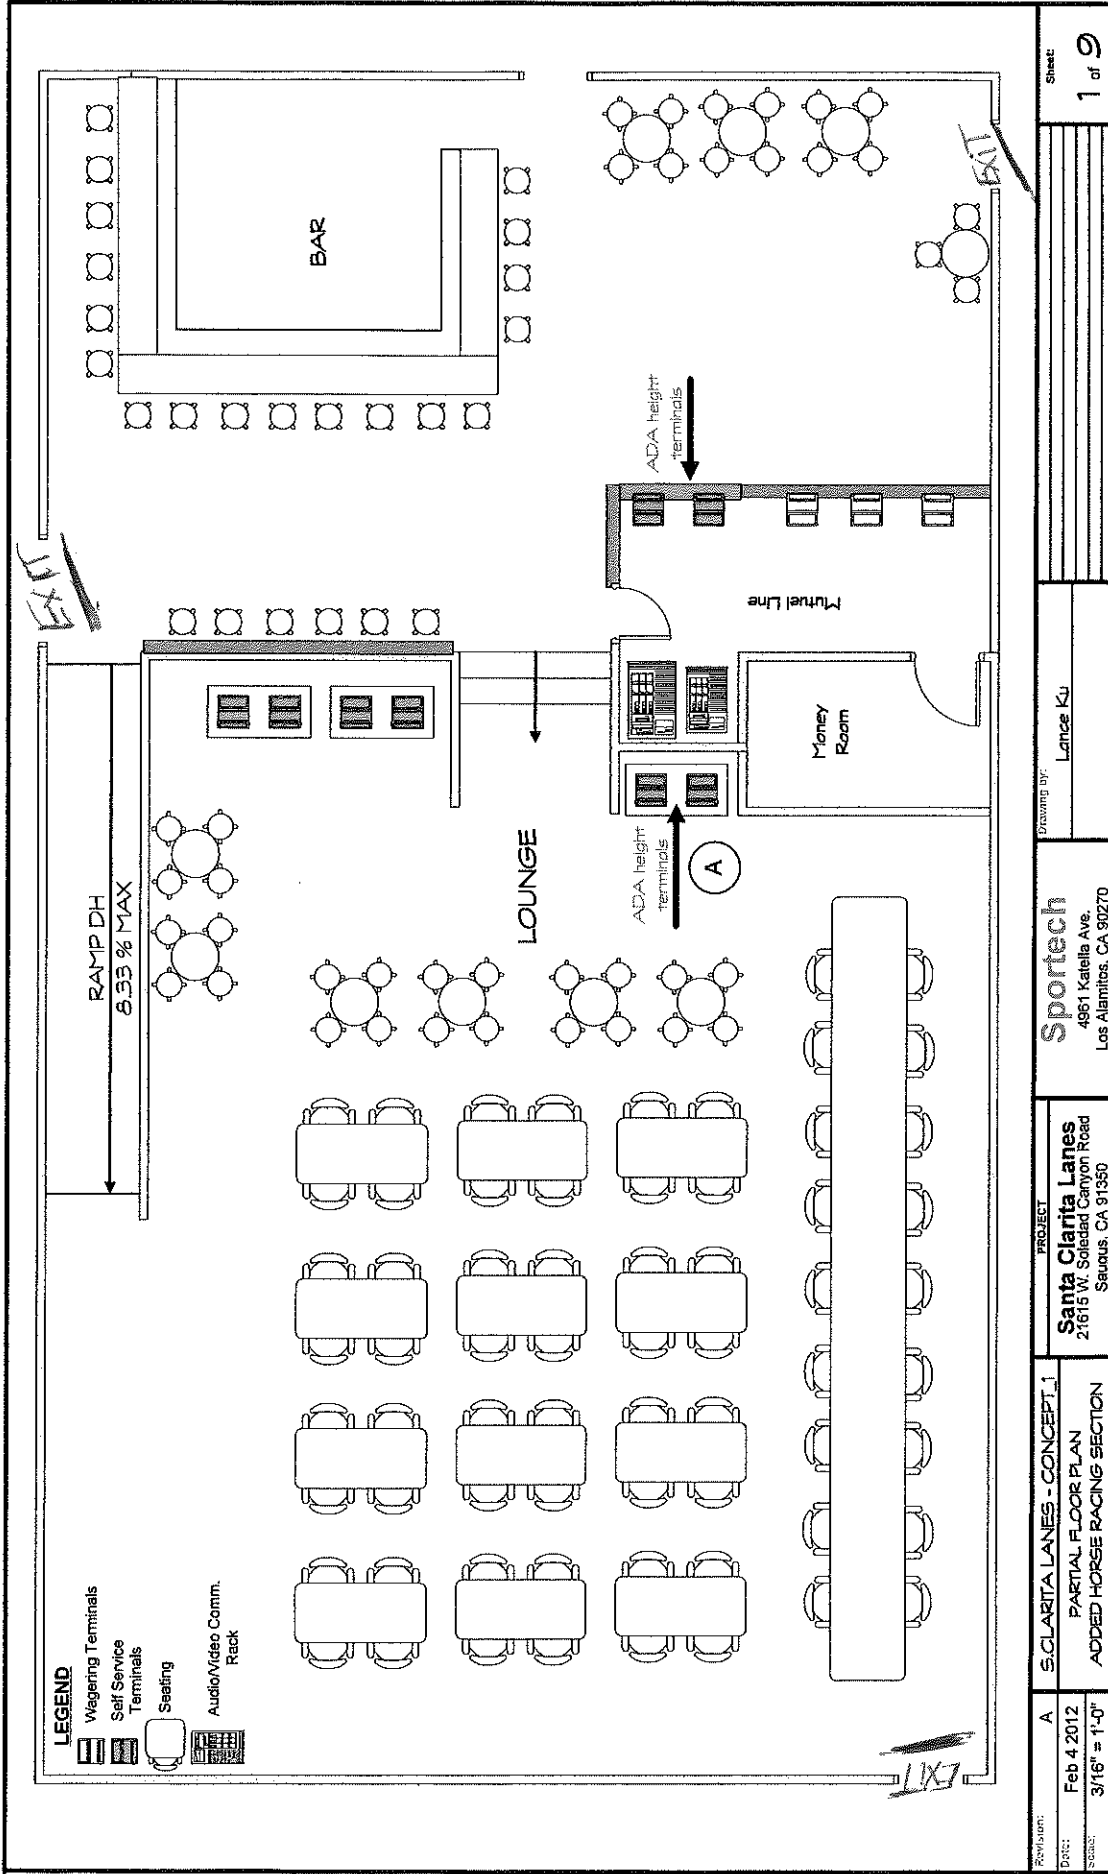 LEGEND
Wagering Terminals
Self Service
Terminals
Seating
Audio/Video Comm.
Rack
RAMP DH
8.33 % MAX
EXIT
BAR
LOUNGE
ADA height
terminals
A
ADA height
terminals
Mutuel Line
Money
Room
EXIT
EXIT
Revision:
A
Date:
Feb 4 2012
Scale:
3/16" = 1'-0"
S.CLARITA LANES - CONCEPT_1
PARTIAL FLOOR PLAN
ADDED HORSE RACING SECTION
PROJECT
Santa Clarita Lanes
21615 W. Soledad Canyon Road
Saugus, CA 91350
Sportech
4961 Katella Ave.
Los Alamitos, CA 90270
Drawing by:
Lance Ku
Sheet:
1 of 9